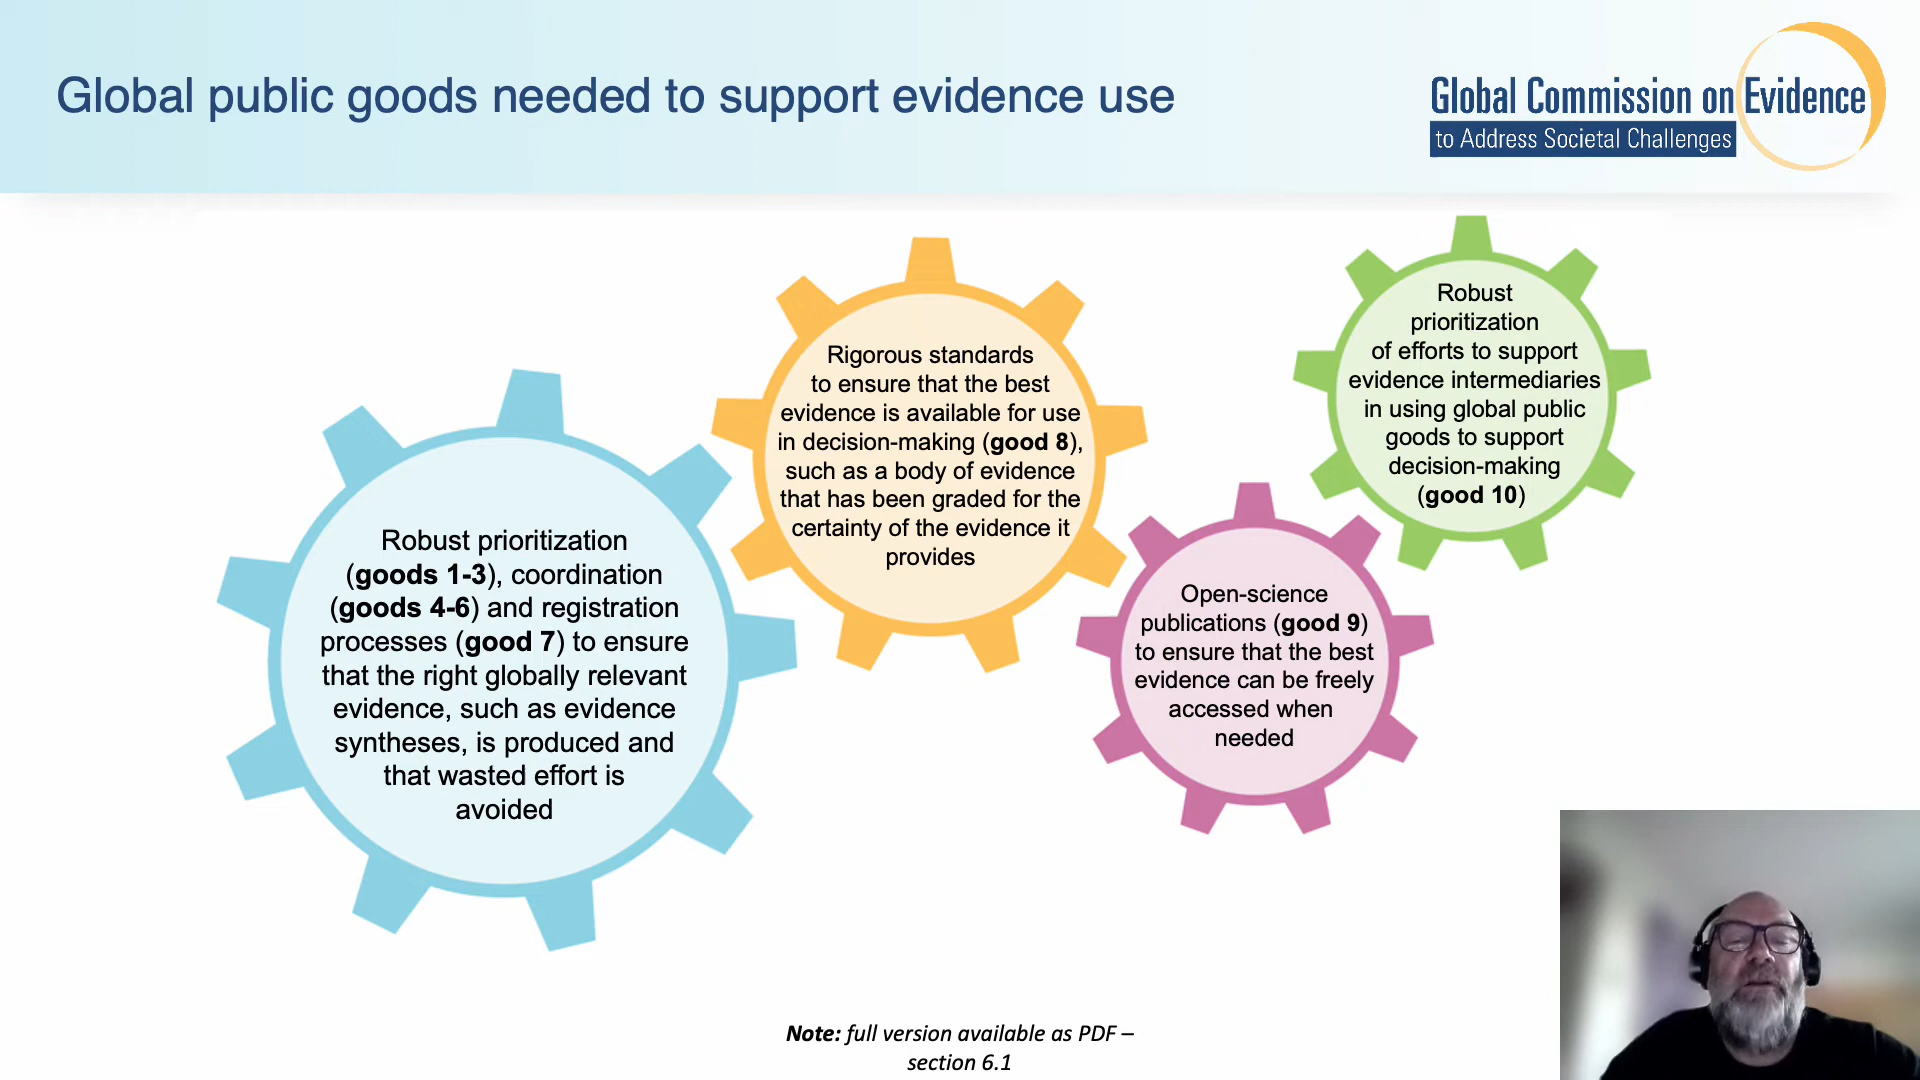 Global public goods needed to support evidence use
Global Commission on Evidence
to Address Societal Challenges
Robust prioritization
(goods 1-3), coordination
(goods 4-6) and registration
processes (good 7) to ensure
that the right globally relevant
evidence, such as evidence
syntheses, is produced and
that wasted effort is
avoided
Rigorous standards
to ensure that the best
evidence is available for use
in decision-making (good 8),
such as a body of evidence
that has been graded for the
certainty of the evidence it
provides
Open-science
publications (good 9)
to ensure that the best
evidence can be freely
accessed when
needed
Robust
prioritization
of efforts to support
evidence intermediaries
in using global public
goods to support
decision-making
(good 10)
Note: full version available as PDF –
section 6.1